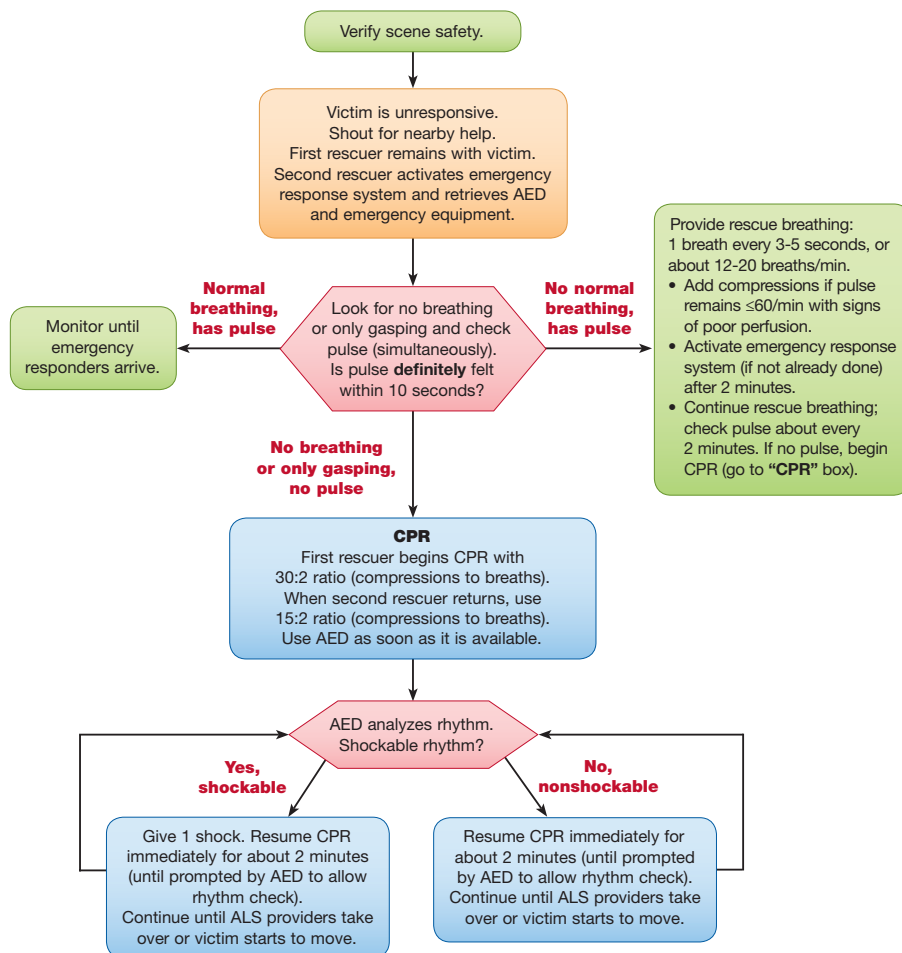 Verify scene safety.
Victim is unresponsive.
Shout for nearby help.
First rescuer remains with victim.
Second rescuer activates emergency
response system and retrieves AED
and emergency equipment.
Normal
breathing,
has pulse
Monitor until
emergency
responders arrive.
Look for no breathing
or only gasping and check
pulse (simultaneously).
Is pulse definitely felt
within 10 seconds?
No normal
breathing,
has pulse
Provide rescue breathing:
1 breath every 3-5 seconds, or
about 12-20 breaths/min.
• Add compressions if pulse
remains ≤60/min with signs
of poor perfusion.
• Activate emergency response
system (if not already done)
after 2 minutes.
• Continue rescue breathing;
check pulse about every
2 minutes. If no pulse, begin
CPR (go to “CPR” box).
No breathing
or only gasping,
no pulse
CPR
First rescuer begins CPR with
30:2 ratio (compressions to breaths).
When second rescuer returns, use
15:2 ratio (compressions to breaths).
Use AED as soon as it is available.
AED analyzes rhythm.
Shockable rhythm?
Yes,
shockable
No,
nonshockable
Give 1 shock. Resume CPR
immediately for about 2 minutes
(until prompted by AED to allow
rhythm check).
Continue until ALS providers take
over or victim starts to move.
Resume CPR immediately for
about 2 minutes (until prompted
by AED to allow rhythm check).
Continue until ALS providers take
over or victim starts to move.